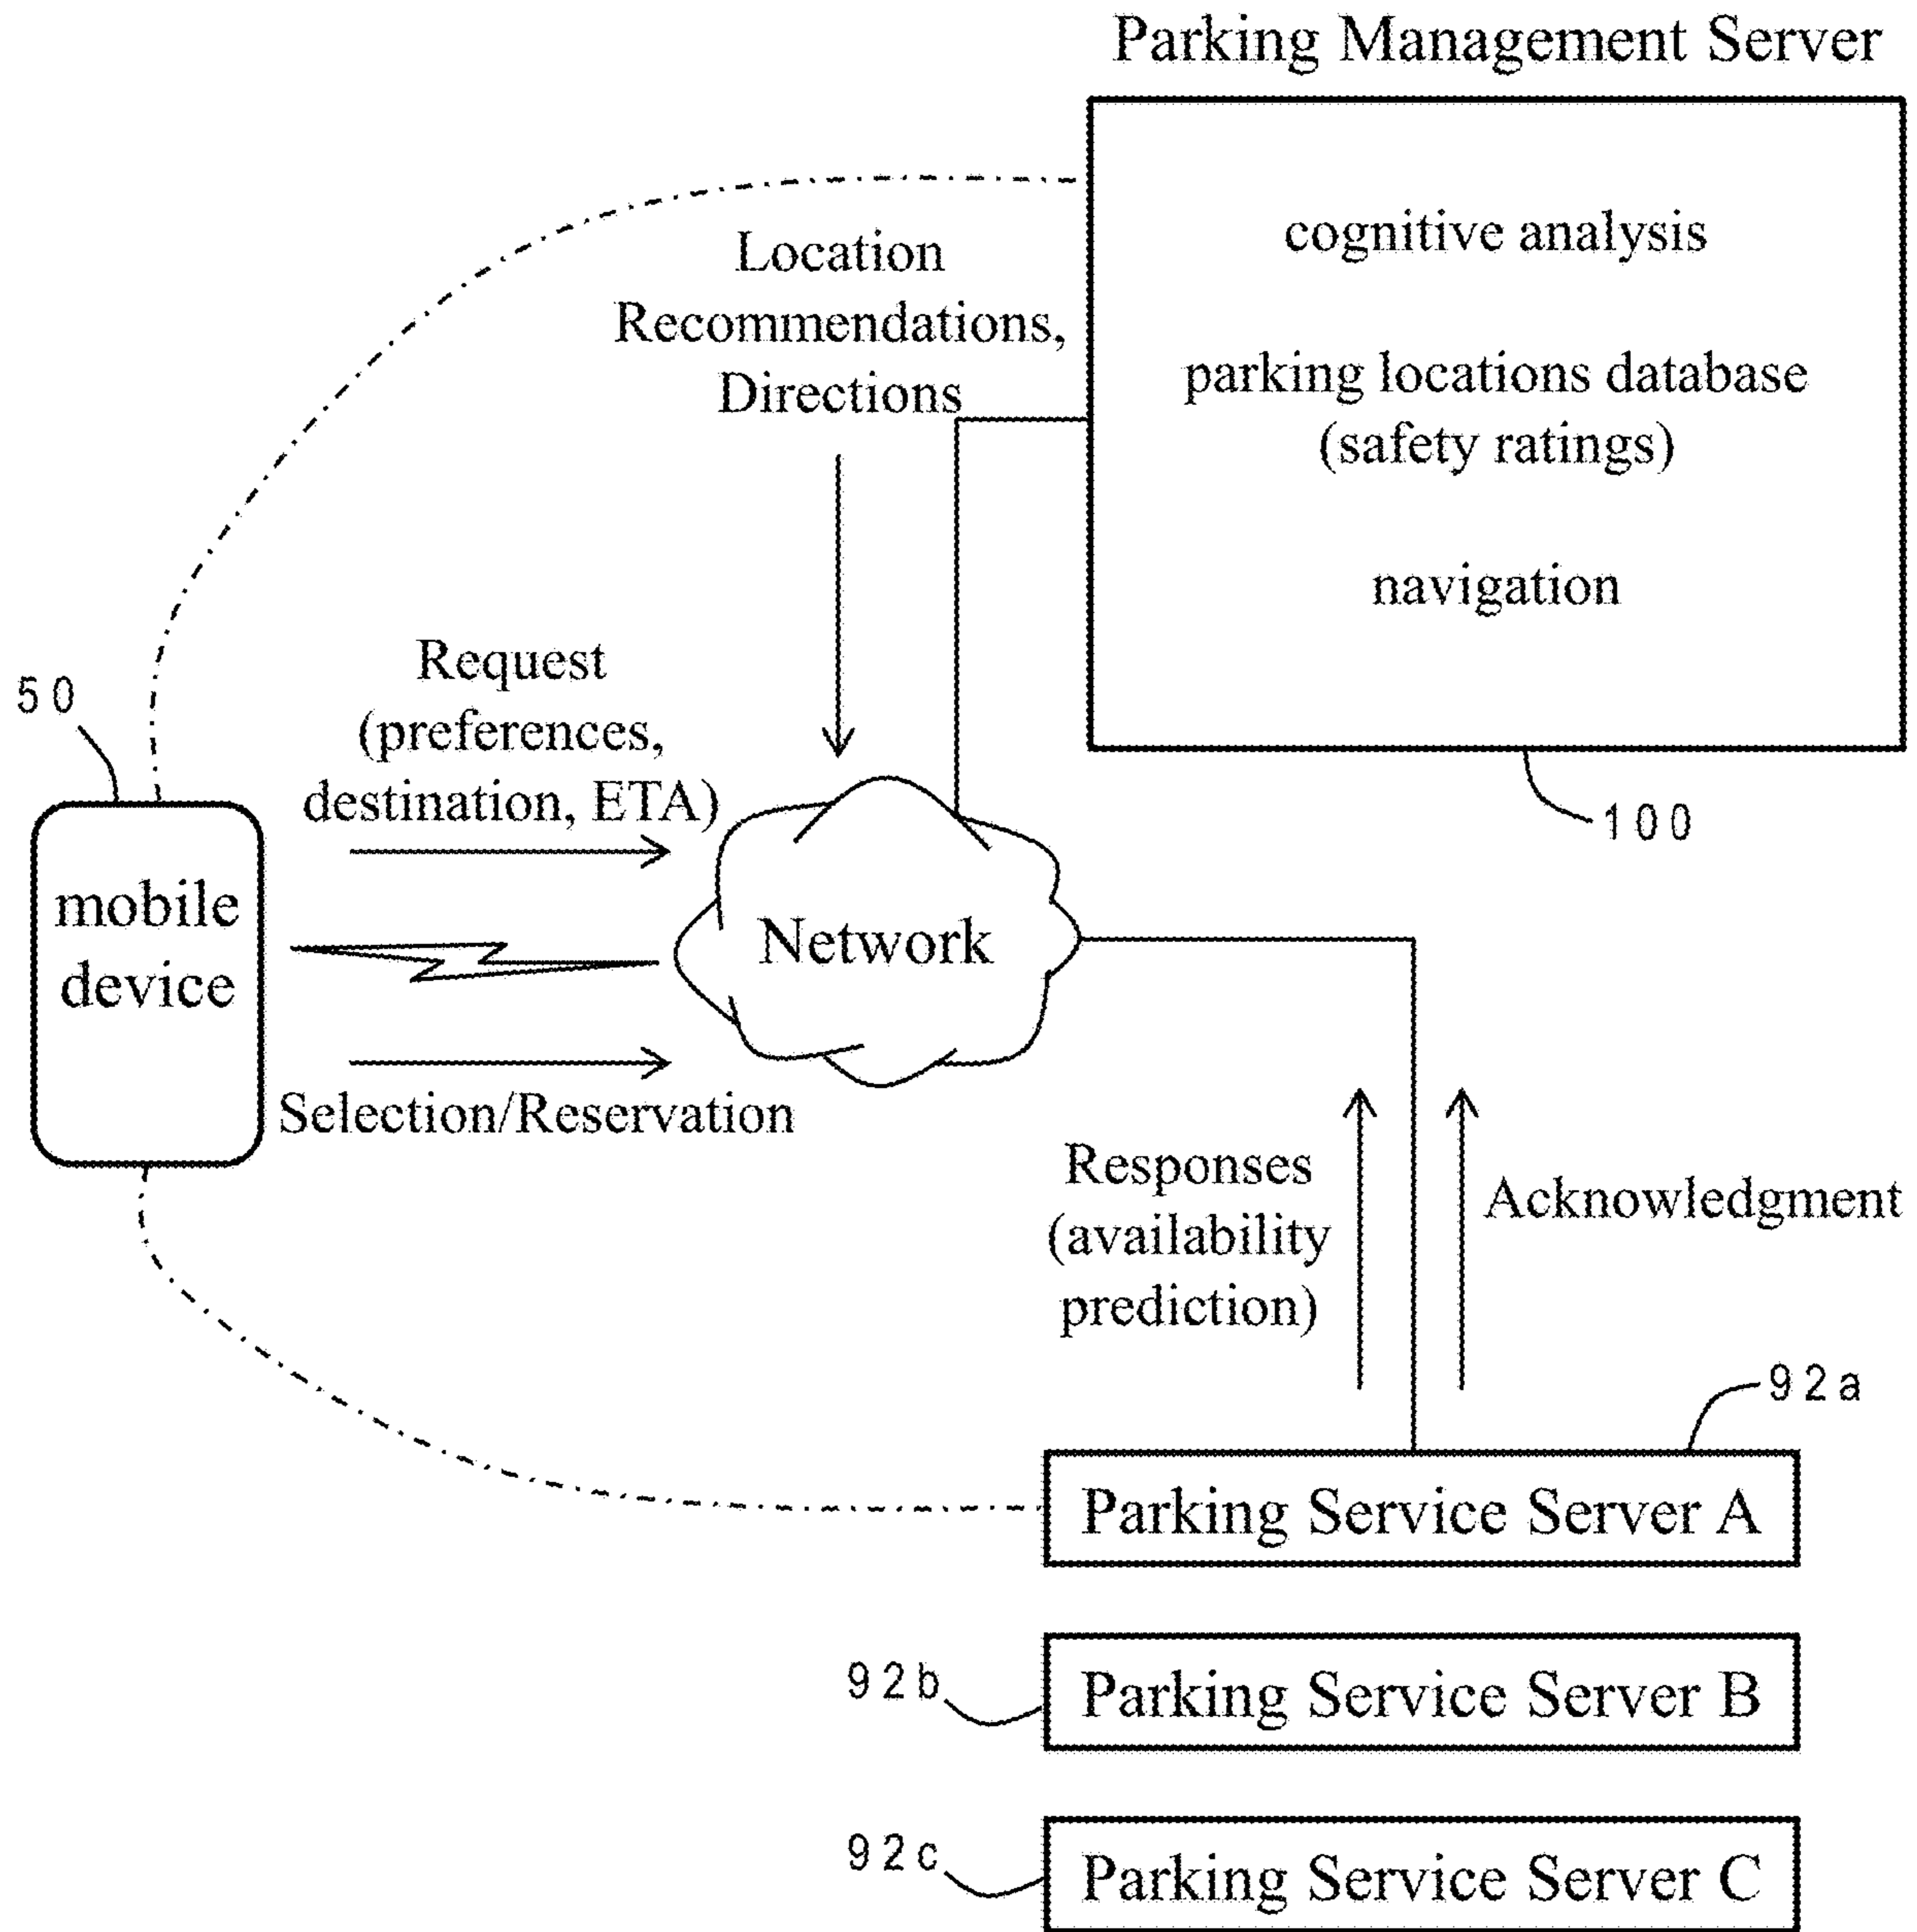 Parking Management Server
cognitive analysis
parking locations database
(safety ratings)
navigation
100
Location
Recommendations,
Directions
Request
(preferences,
destination, ETA)
50
mobile
device
Network
Selection/Reservation
Responses
(availability
prediction)
Acknowledgment
92a
Parking Service Server A
92b
Parking Service Server B
92c
Parking Service Server C